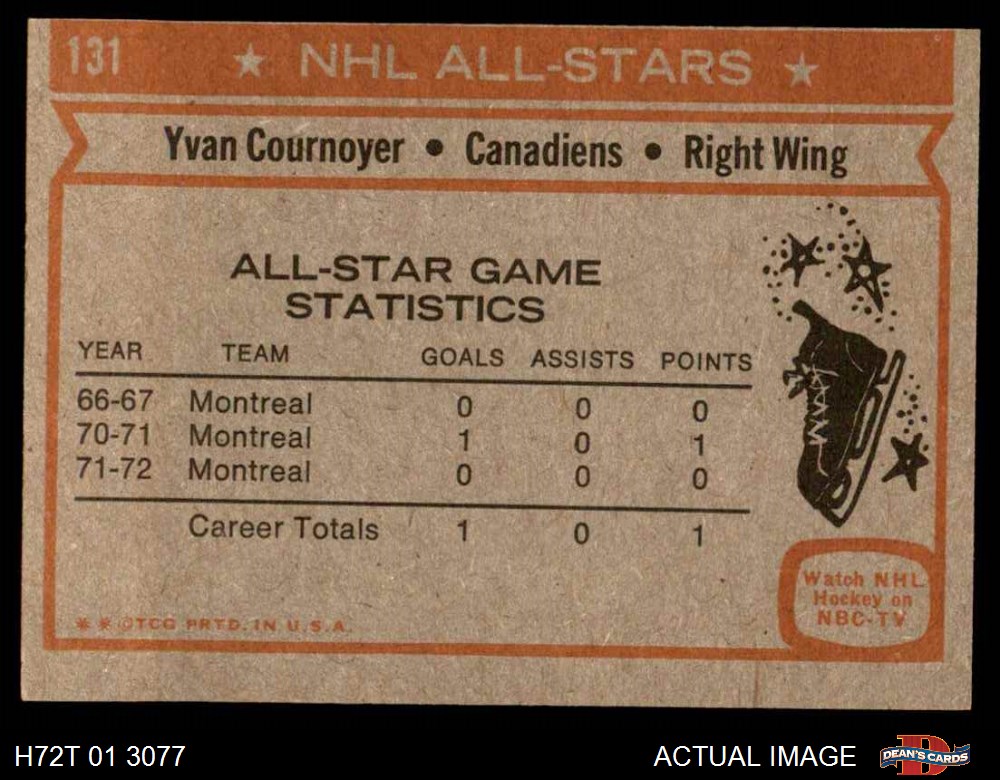 131 ★ NHL ALL-STARS ★
Yvan Cournoyer • Canadiens • Right Wing
ALL-STAR GAME
STATISTICS
YEAR TEAM GOALS ASSISTS POINTS
66-67 Montreal 0 0 0
70-71 Montreal 1 0 1
71-72 Montreal 0 0 0
Career Totals 1 0 1
Watch NHL
Hockey on
NBC-TV
* * ©TCG PRTD. IN U.S.A.
H72T 01 3077
ACTUAL IMAGE
DEAN'S CARDS